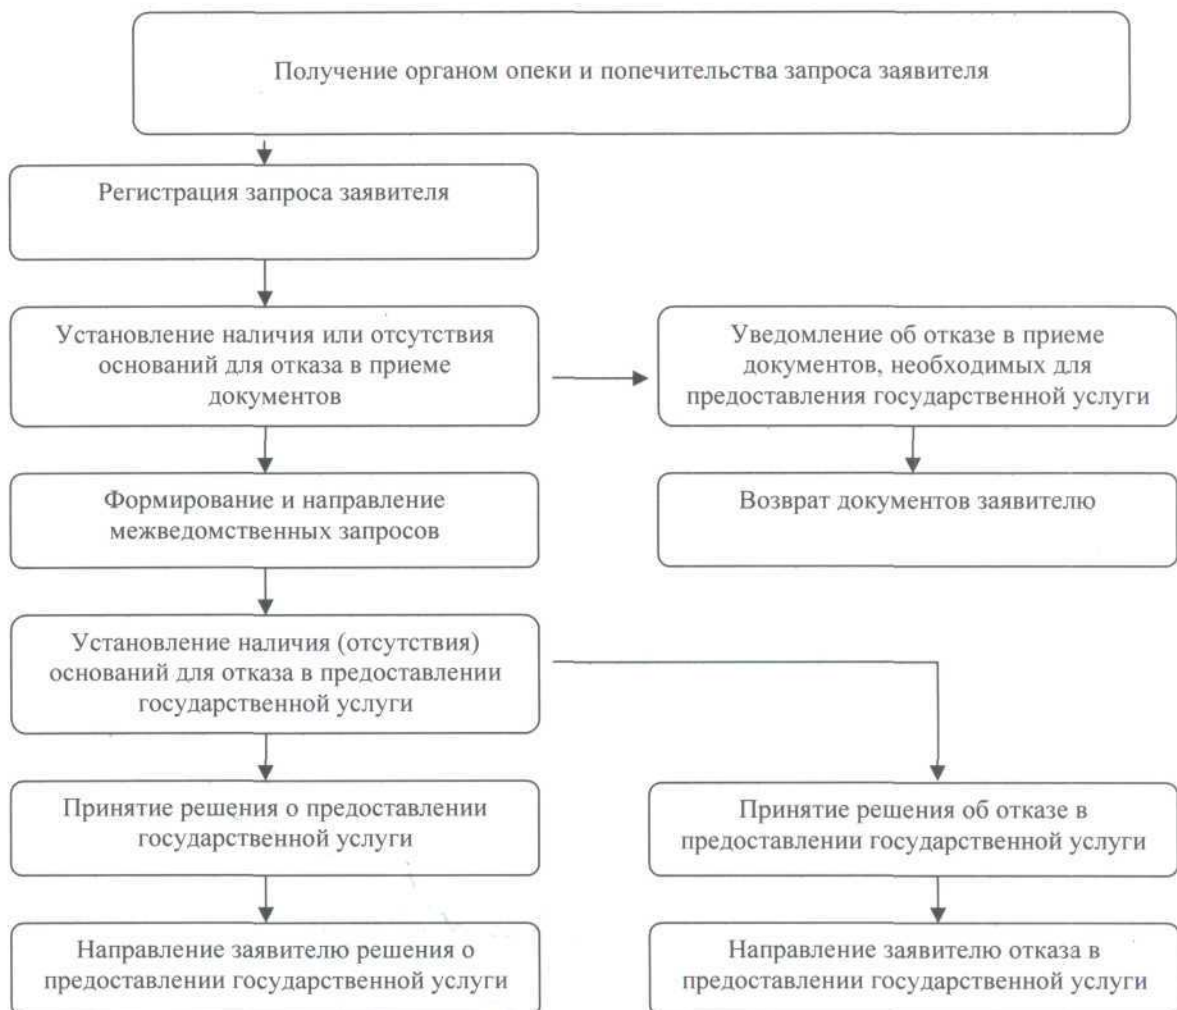 Получение органом опеки и попечительства запроса заявителя
Регистрация запроса заявителя
Установление наличия или отсутствия
оснований для отказа в приеме
документов
Уведомление об отказе в приеме
документов, необходимых для
предоставления государственной услуги
Формирование и направление
межведомственных запросов
Возврат документов заявителю
Установление наличия (отсутствия)
оснований для отказа в предоставлении
государственной услуги
Принятие решения о предоставлении
государственной услуги
Принятие решения об отказе в
предоставлении государственной услуги
Направление заявителю решения о
предоставлении государственной услуги
Направление заявителю отказа в
предоставлении государственной услуги